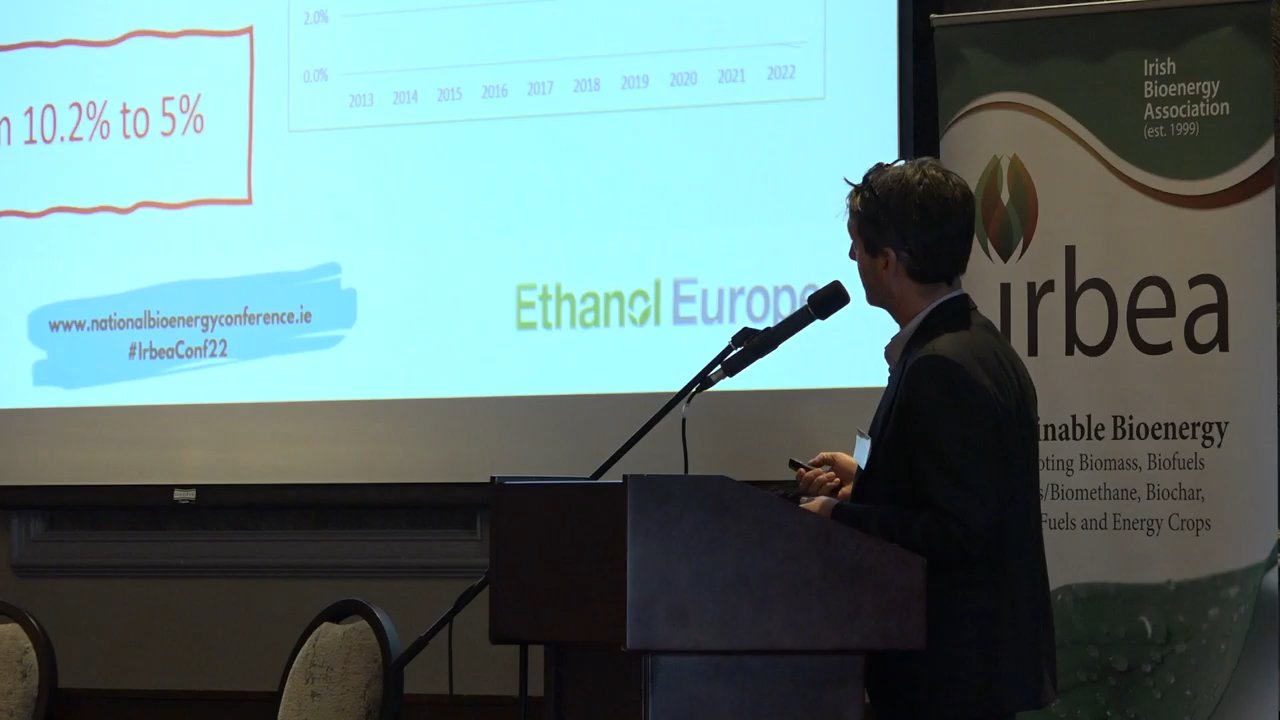 2.0%
0.0%
2013 2014 2015 2016 2017 2018 2019 2020 2021 2022
10.2% to 5%
www.nationalbioenergyconference.ie
#IrbeaConf22
Ethanol Europe
Irish
Bioenergy
Association
(est. 1999)
irbea
Bioenergy
Biomass, Biofuels
s/Biomethane, Biochar,
Fuels and Energy Crops